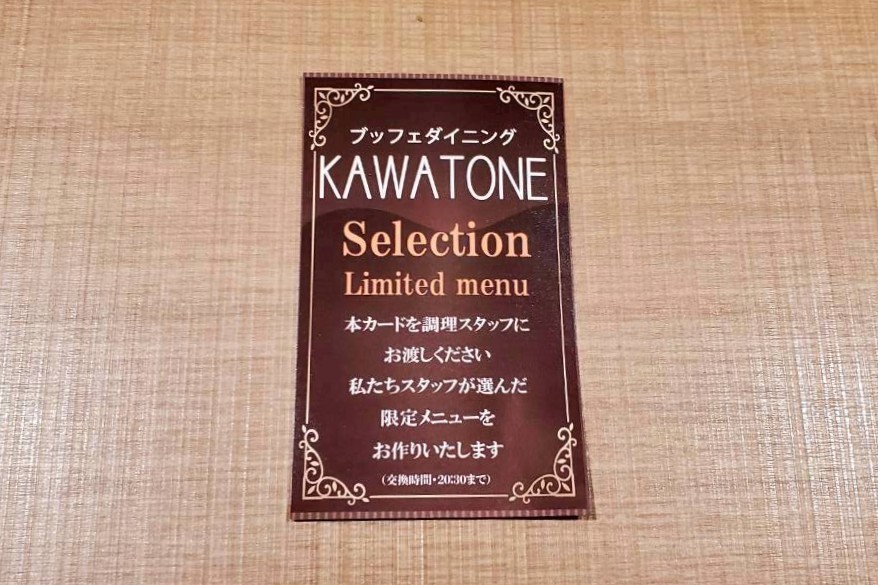 ブッフェダイニング
KAWATONE
Selection
Limited menu
本カードを調理スタッフに
お渡しください
私たちスタッフが選んだ
限定メニューを
お作りいたします
（交換時間・20:30まで）